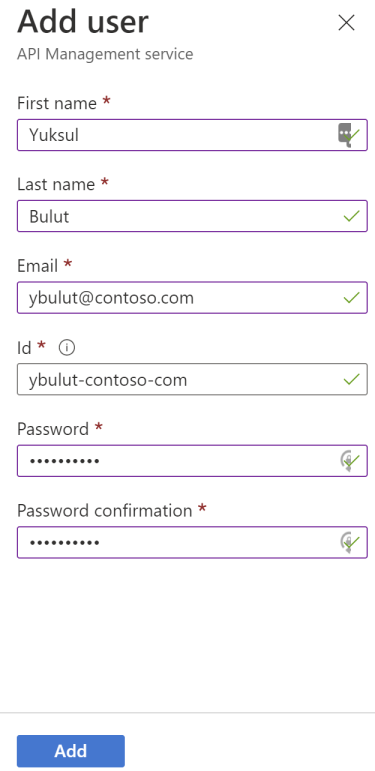 Add user
API Management service
First name *
Yuksul
Last name *
Bulut
Email *
ybulut@contoso.com
Id *
ybulut-contoso-com
Password *
••••••••••
Password confirmation *
••••••••••
Add